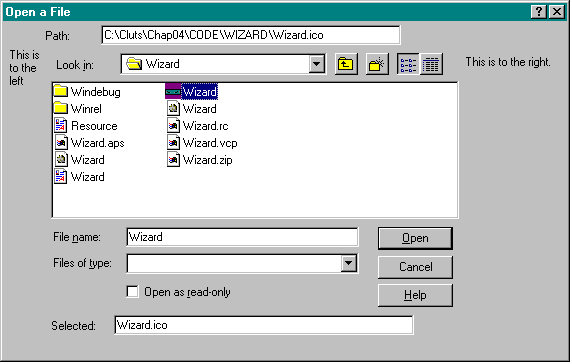 Open a File
Path: C:\Cluts\Chap04\CODE\WIZARD\Wizard.ico
This is
to the
left
Look in: Wizard
This is to the right.
Windebug
Winrel
Resource
Wizard.aps
Wizard
Wizard
Wizard
Wizard
Wizard.rc
Wizard.vcp
Wizard.zip
File name: Wizard
Open
Files of type:
Cancel
Open as read-only
Help
Selected: Wizard.ico